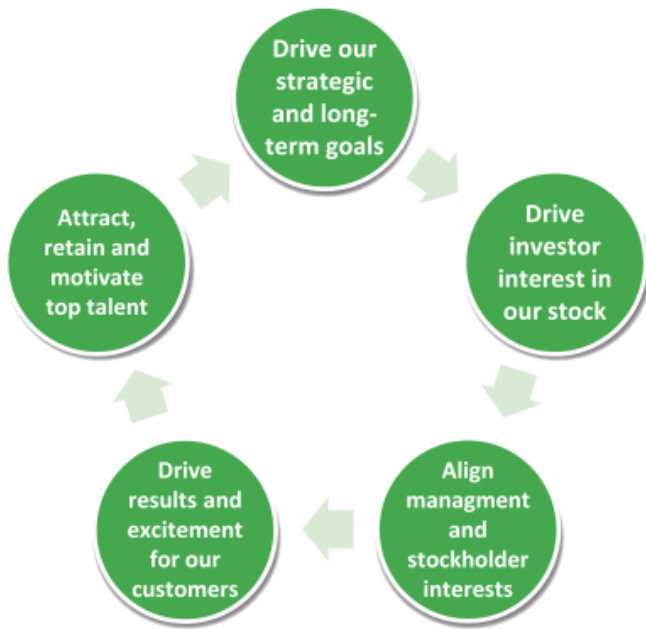 Drive our
strategic
and long-
term goals
Drive
investor
interest in
our stock
Align
managment
and
stockholder
interests
Drive
results and
excitement
for our
customers
Attract,
retain and
motivate
top talent